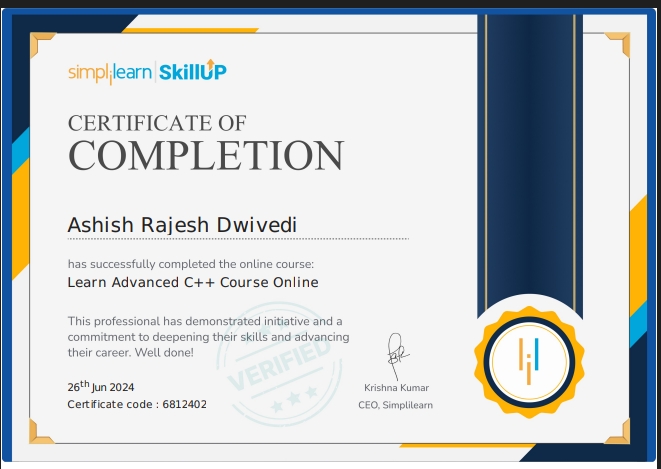 simplilearn | SkillUP
CERTIFICATE OF
COMPLETION
Ashish Rajesh Dwivedi
has successfully completed the online course:
Learn Advanced C++ Course Online
This professional has demonstrated initiative and a
commitment to deepening their skills and advancing
their career. Well done!
VERIFIED
26th Jun 2024
Certificate code : 6812402
Krishna Kumar
CEO, Simplilearn